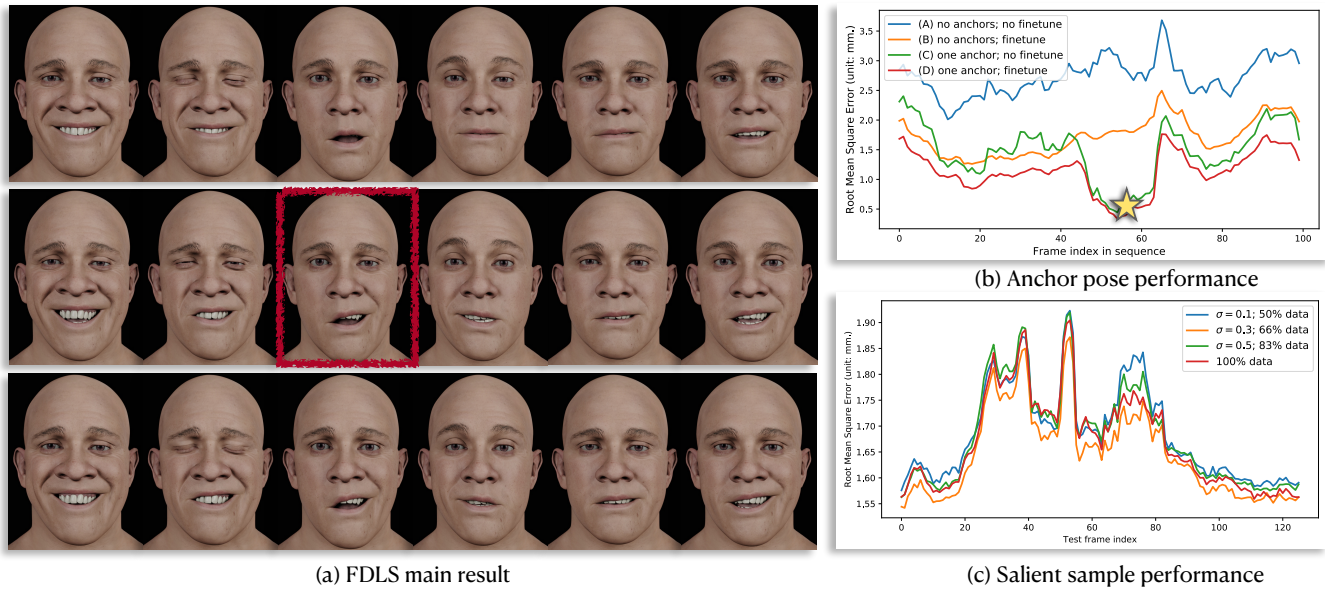 (A) no anchors; no finetune
(B) no anchors; finetune
(C) one anchor; no finetune
(D) one anchor; finetune
Root Mean Square Error (unit: mm.)
3.5
3.0
2.5
2.0
1.5
1.0
0.5
0 20 40 60 80 100
Frame index in sequence
(b) Anchor pose performance
σ = 0.1; 50% data
σ = 0.3; 66% data
σ = 0.5; 83% data
100% data
Root Mean Square Error (unit: mm.)
1.90
1.85
1.80
1.75
1.70
1.65
1.60
1,55
0 20 40 60 80 100 120
Test frame index
(a) FDLS main result
(c) Salient sample performance